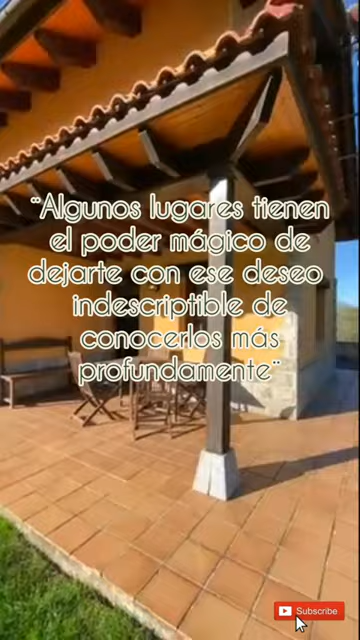 ¨Algunos lugares tienen
el poder mágico de
dejarte con ese deseo
indescriptible de
conocerlos más
profundamente¨
Subscribe